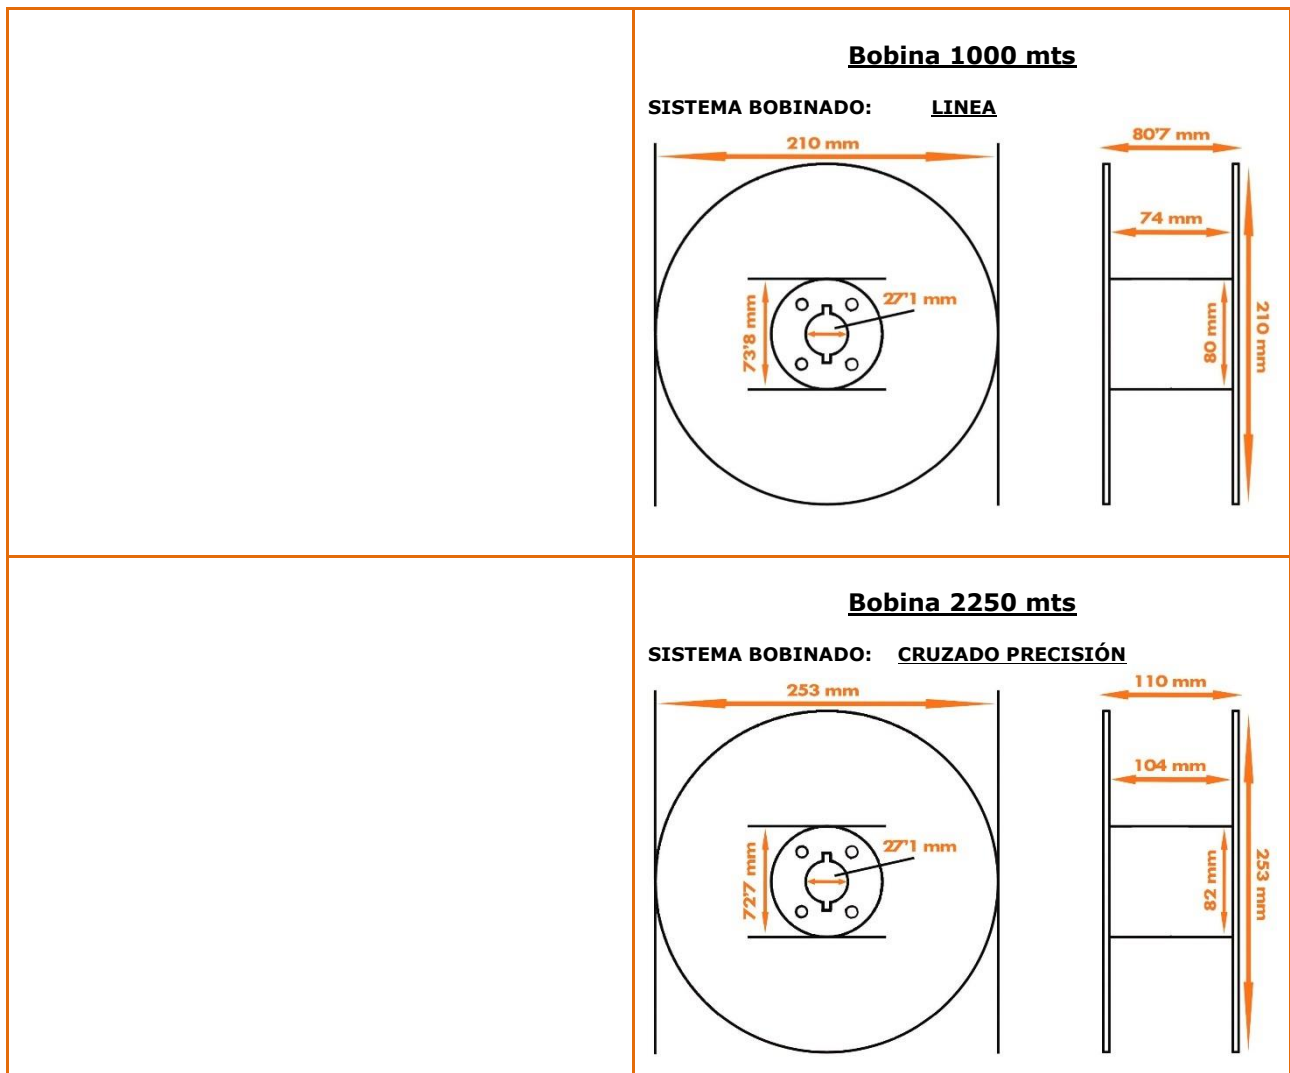 Bobina 1000 mts
SISTEMA BOBINADO: LINEA
210 mm
80'7 mm
74 mm
27'1 mm
73'8 mm
80 mm
210 mm
Bobina 2250 mts
SISTEMA BOBINADO: CRUZADO PRECISIÓN
253 mm
110 mm
104 mm
27'1 mm
72'7 mm
82 mm
253 mm